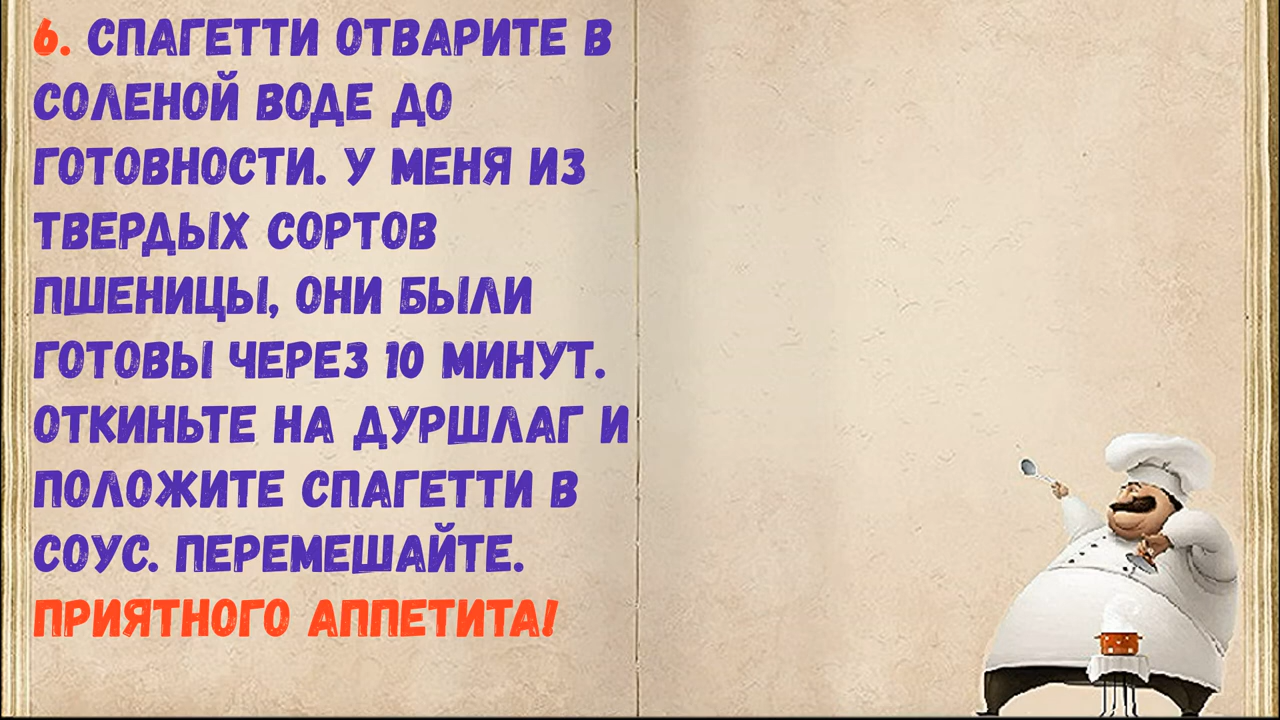 6. СПАГЕТТИ ОТВАРИТЕ В
СОЛЕНОЙ ВОДЕ ДО
ГОТОВНОСТИ. У МЕНЯ ИЗ
ТВЕРДЫХ СОРТОВ
ПШЕНИЦЫ, ОНИ БЫЛИ
ГОТОВЫ ЧЕРЕЗ 10 МИНУТ.
ОТКИНЬТЕ НА ДУРШЛАГ И
ПОЛОЖИТЕ СПАГЕТТИ В
СОУС. ПЕРЕМЕШАЙТЕ.
ПРИЯТНОГО АППЕТИТА!